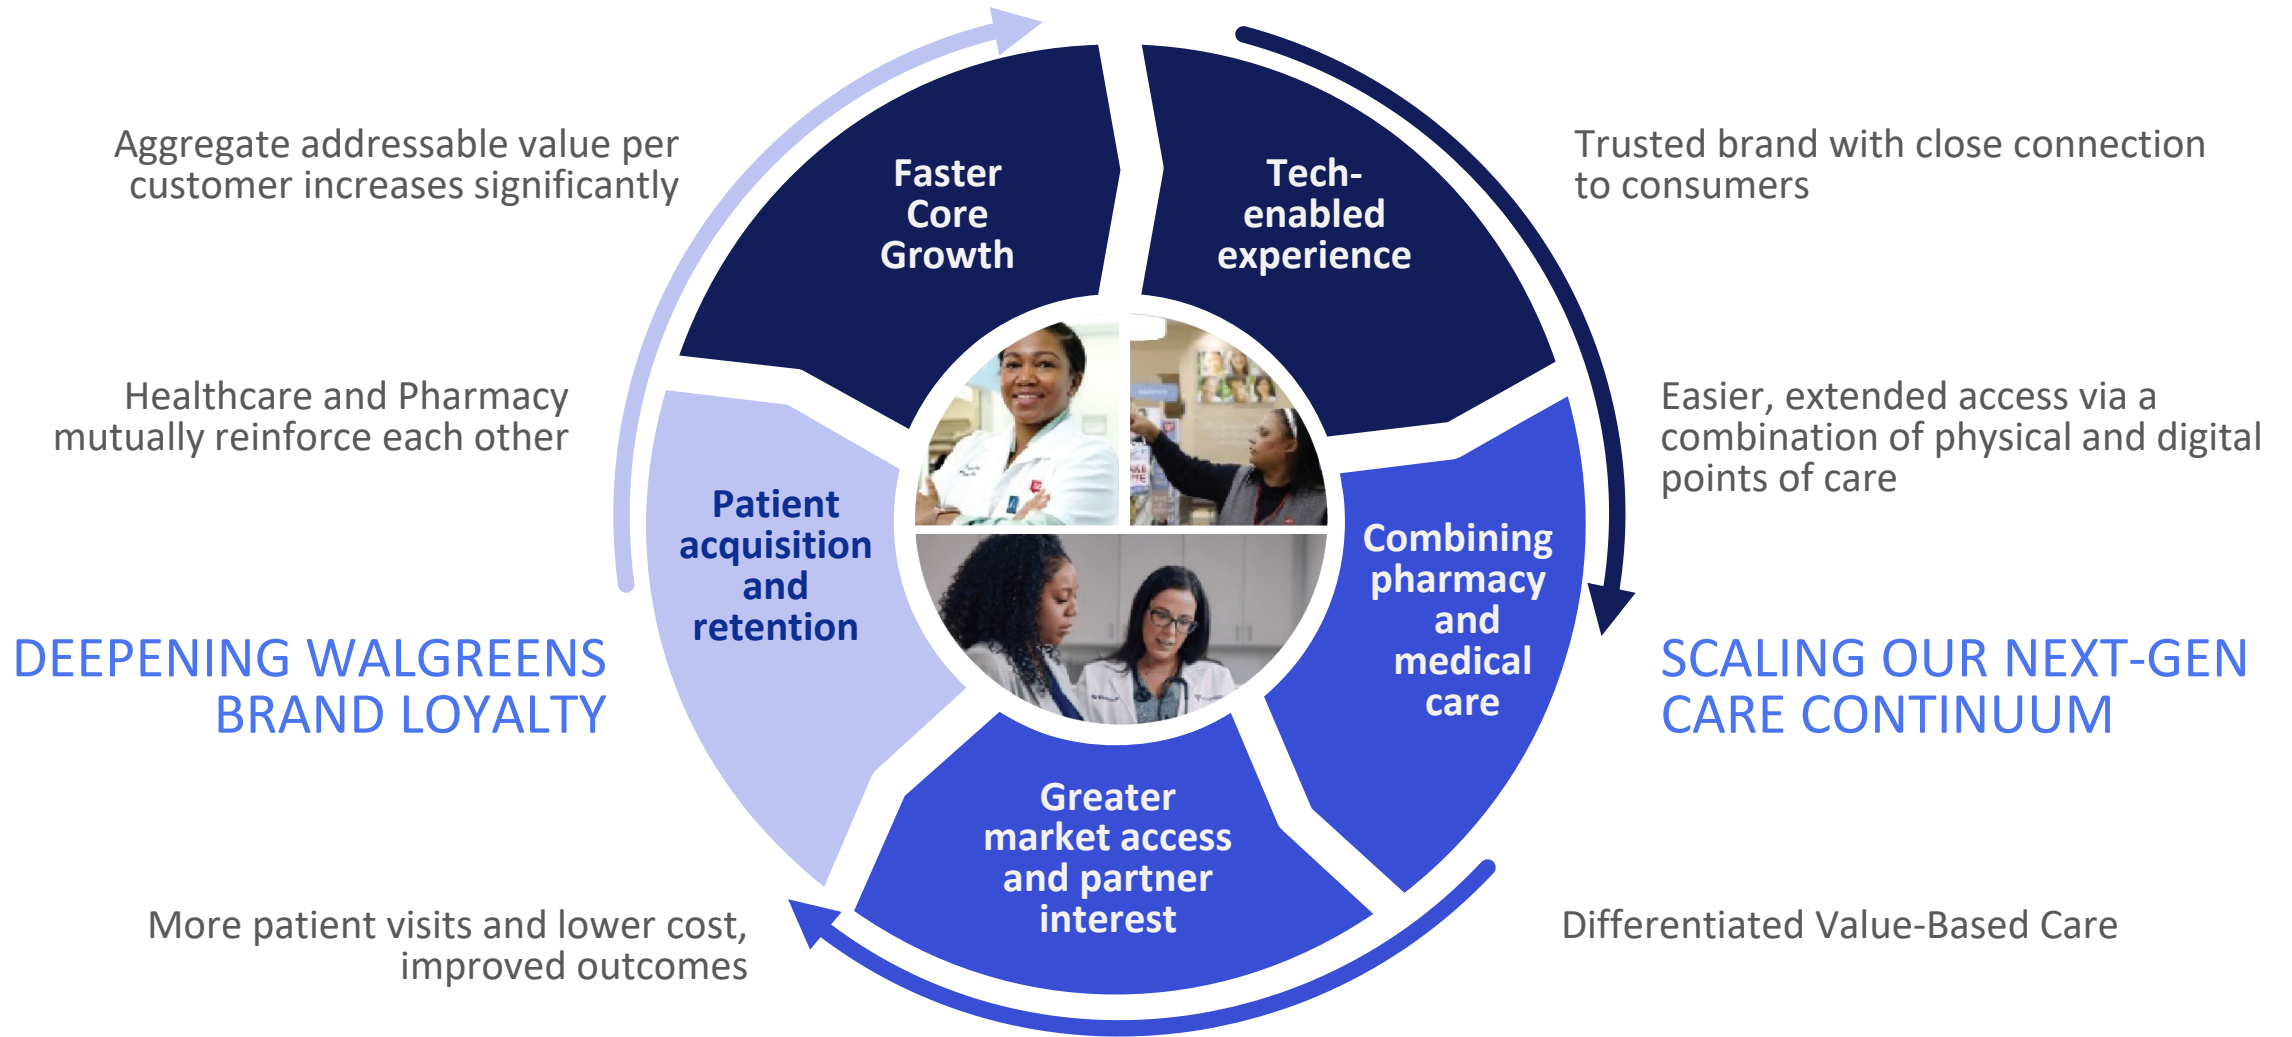 Aggregate addressable value per
customer increases significantly
Healthcare and Pharmacy
mutually reinforce each other
DEEPENING WALGREENS
BRAND LOYALTY
More patient visits and lower cost,
improved outcomes
Faster
Core
Growth
Tech-
enabled
experience
Combining
pharmacy
and
medical
care
Greater
market access
and partner
interest
Patient
acquisition
and
retention
Trusted brand with close connection
to consumers
Easier, extended access via a
combination of physical and digital
points of care
SCALING OUR NEXT-GEN
CARE CONTINUUM
Differentiated Value-Based Care